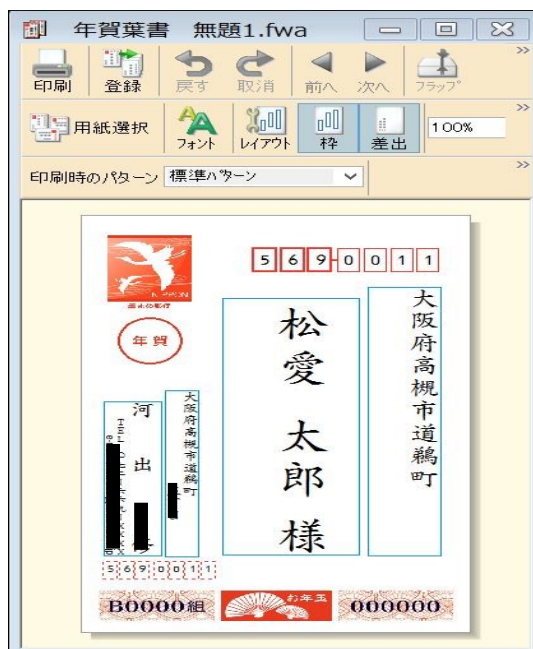 年賀葉書 無題1.fwa
印刷 登録 戻す 取消 前へ 次へ フラップ
用紙選択 フォント レイアウト 枠 差出 100%
印刷時のパターン 標準パターン
569-0011
NIPPON
年賀
大阪府高槻市道鵜町
松愛 太郎 様
大阪府高槻市道鵜町
河出
5690011
B0000組 お年玉 000000